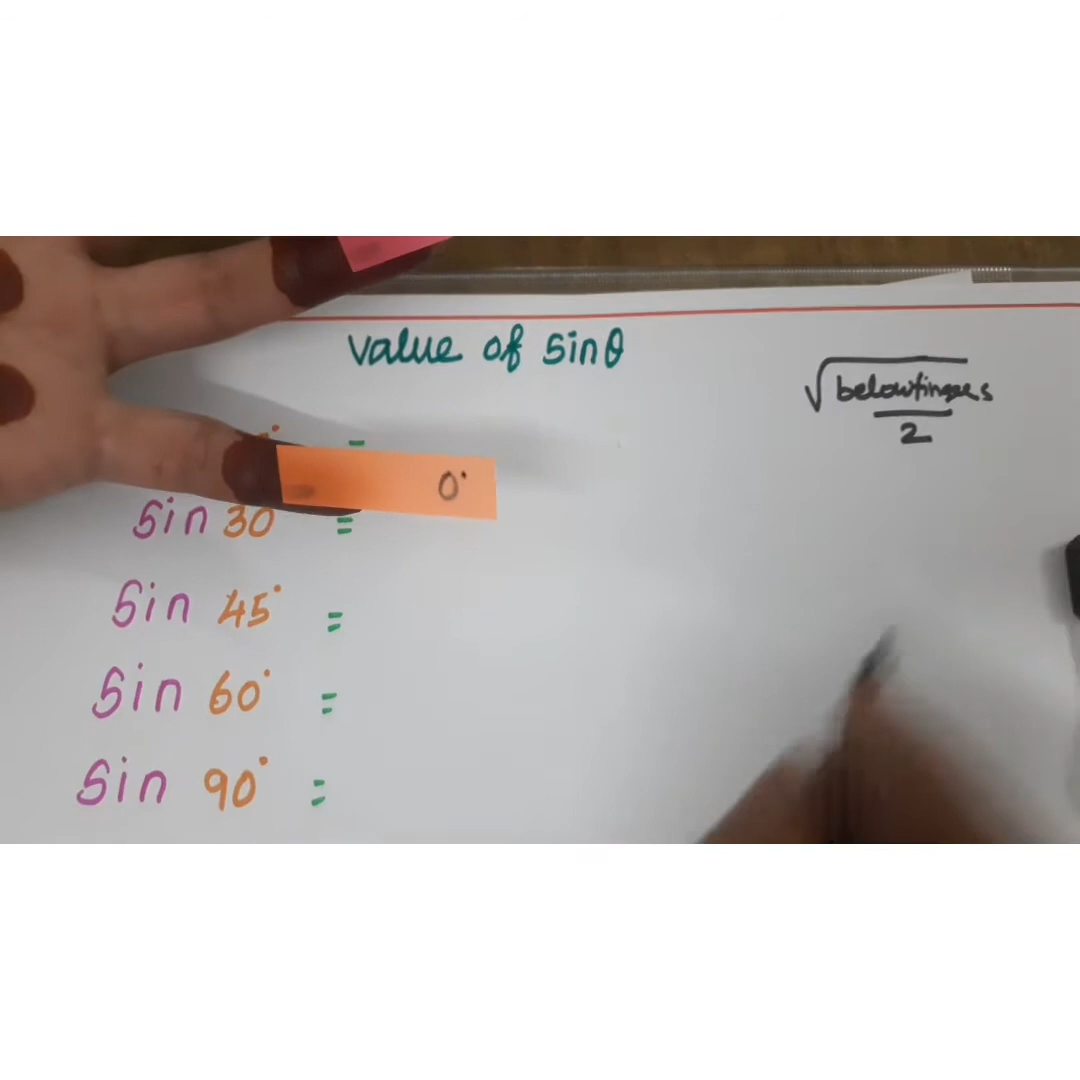 value of sinθ
√belowfingers
2
=
0°
sin 30 =
sin 45° =
sin 60° =
sin 90° =